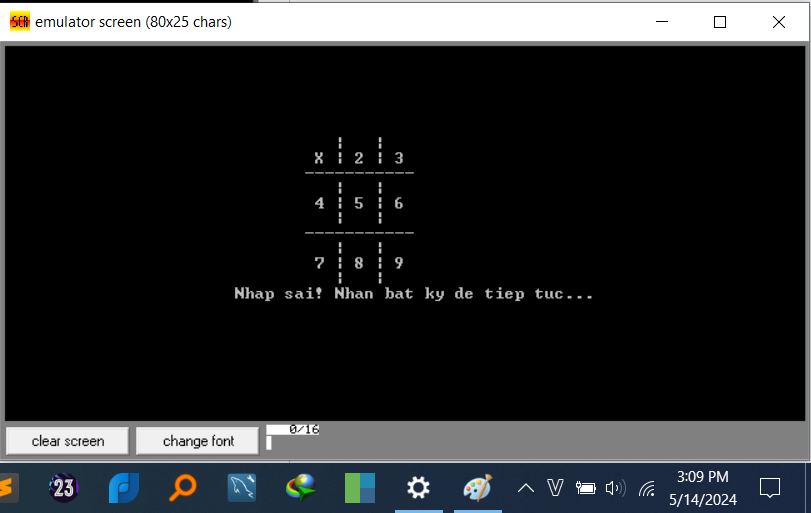 SCR emulator screen (80x25 chars)
X ¦ 2 ¦ 3
-----------
4 ¦ 5 ¦ 6
-----------
7 ¦ 8 ¦ 9
Nhap sai! Nhan bat ky de tiep tuc...
clear screen change font 0/16
23 3:09 PM
5/14/2024